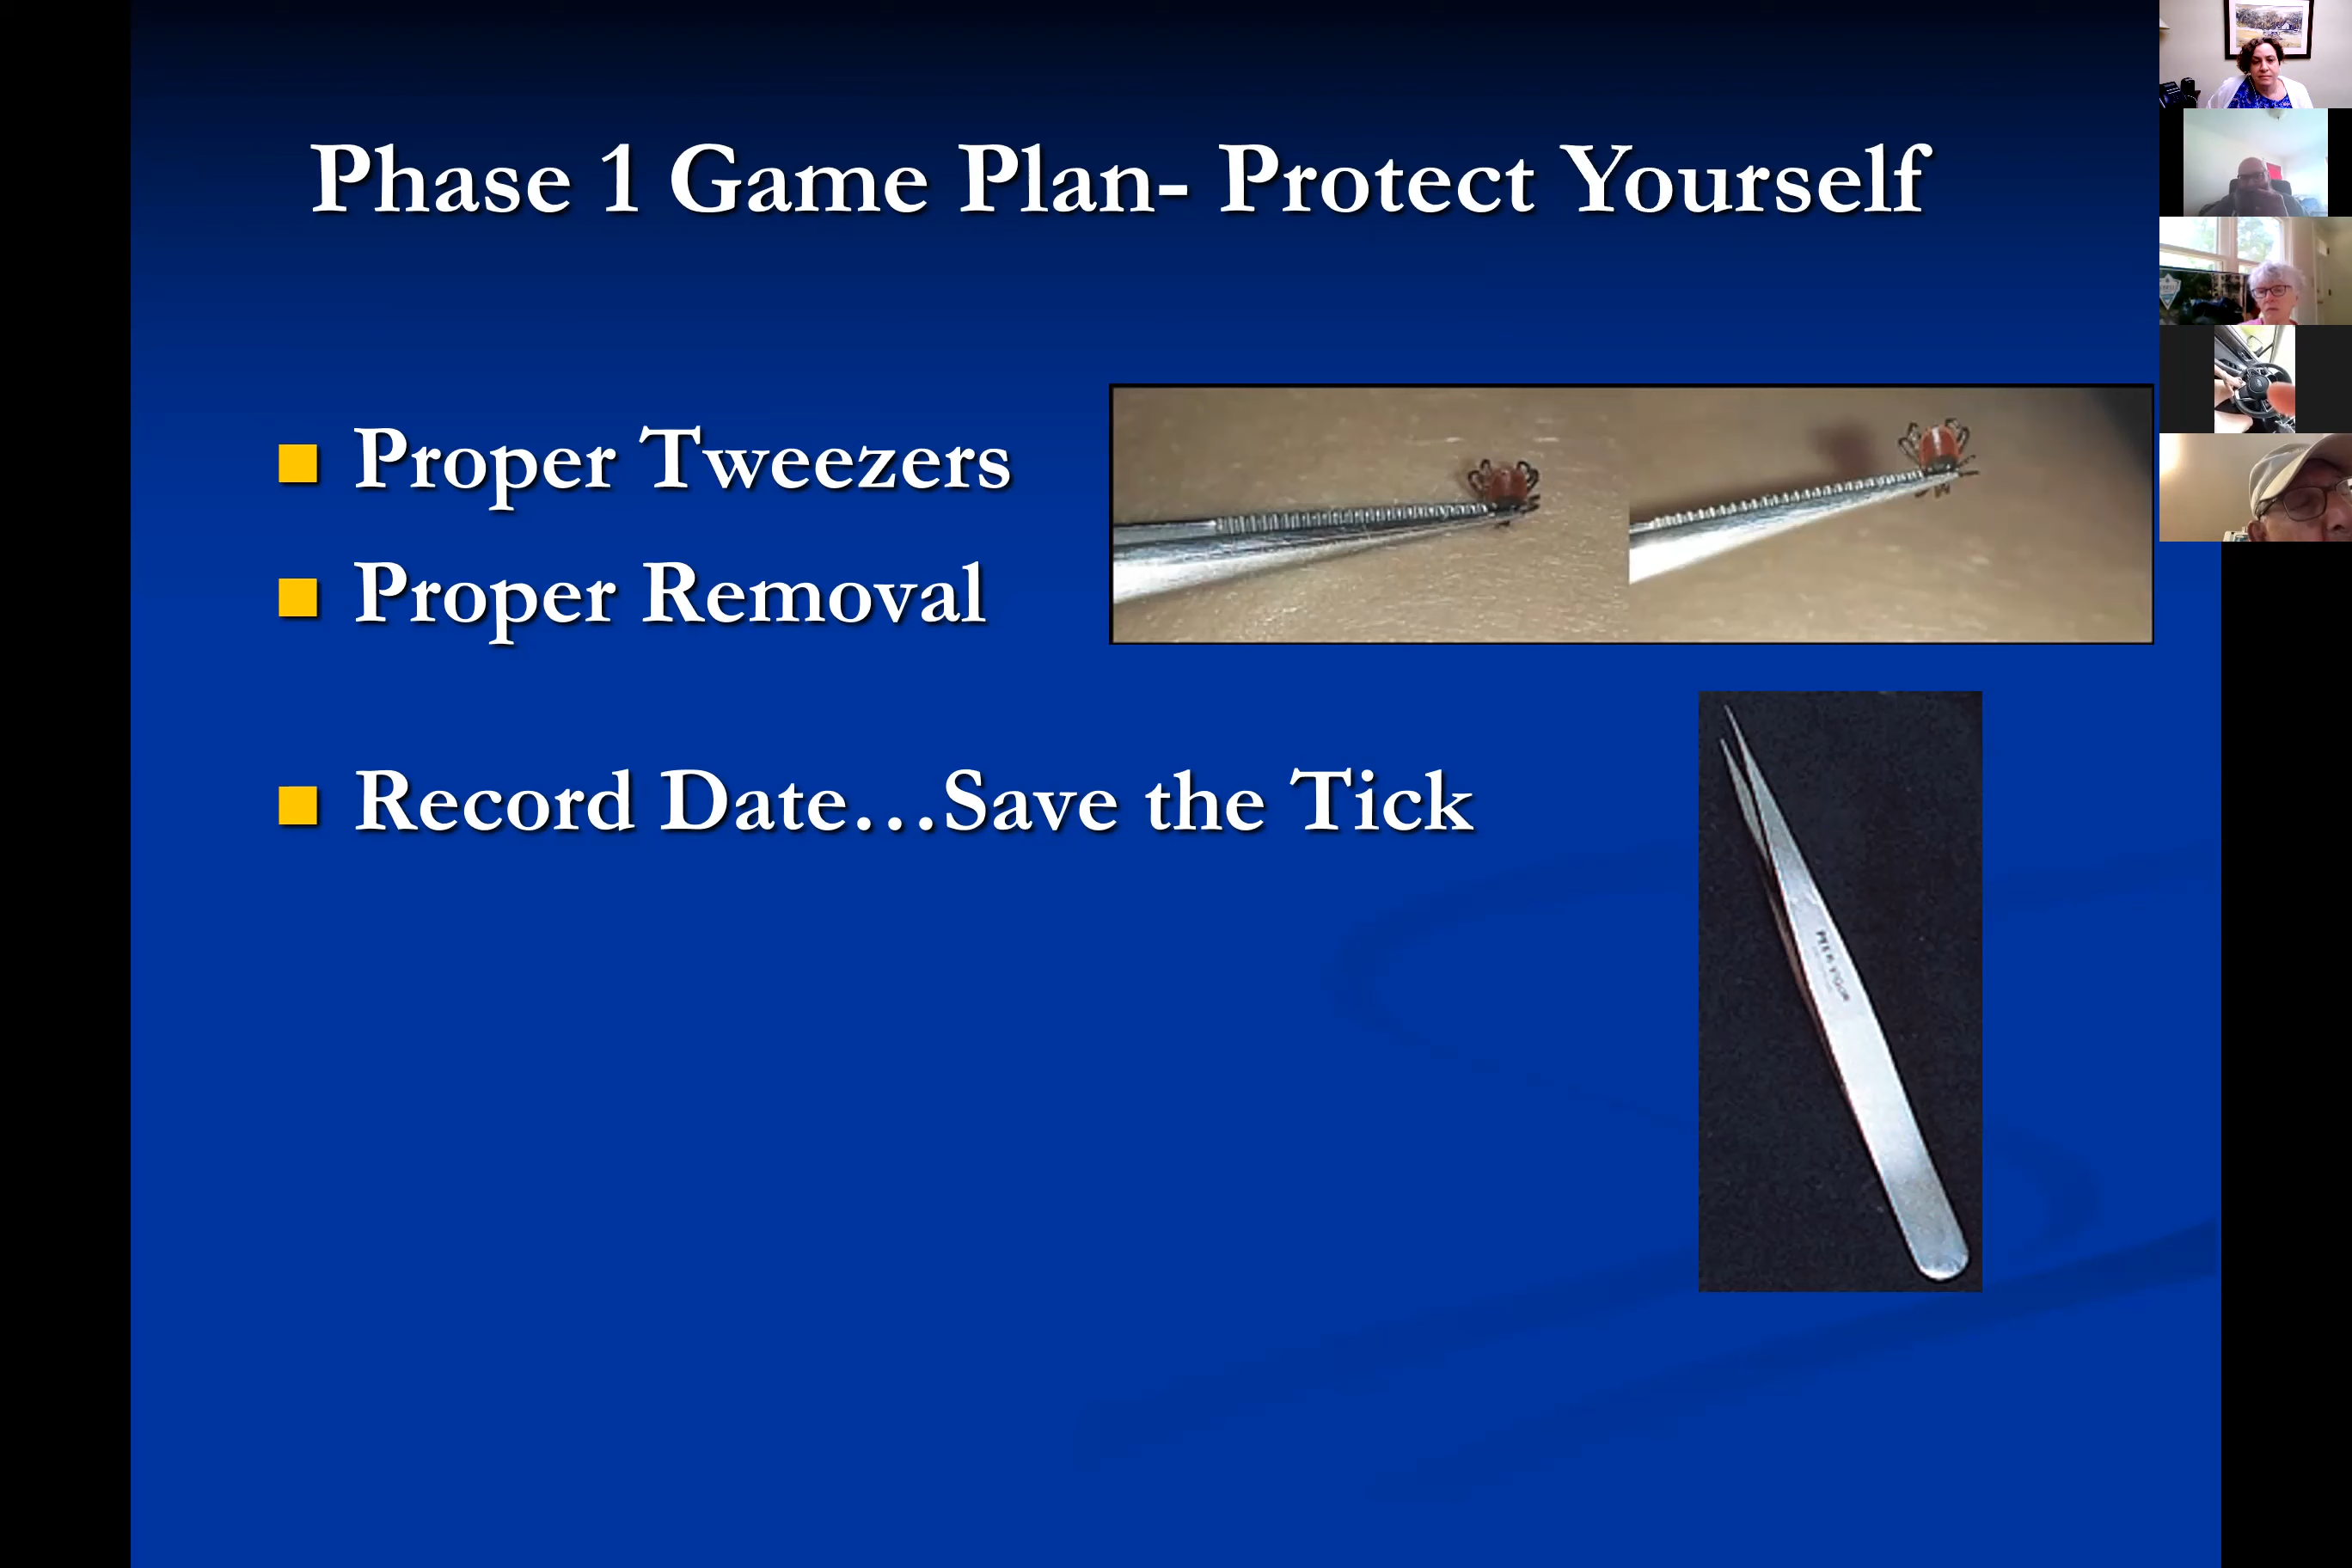 Phase 1 Game Plan- Protect Yourself
Proper Tweezers
Proper Removal
Record Date…Save the Tick